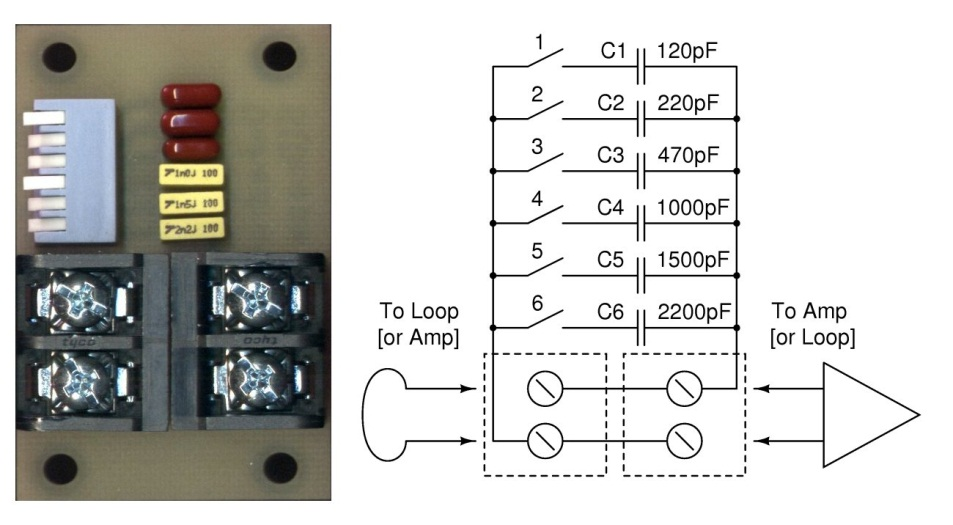 1n0J 100
1n5J 100
2n2J 100
tyco
tyco
1 C1 120pF
2 C2 220pF
3 C3 470pF
4 C4 1000pF
5 C5 1500pF
6 C6 2200pF
To Loop
[or Amp]
To Amp
[or Loop]